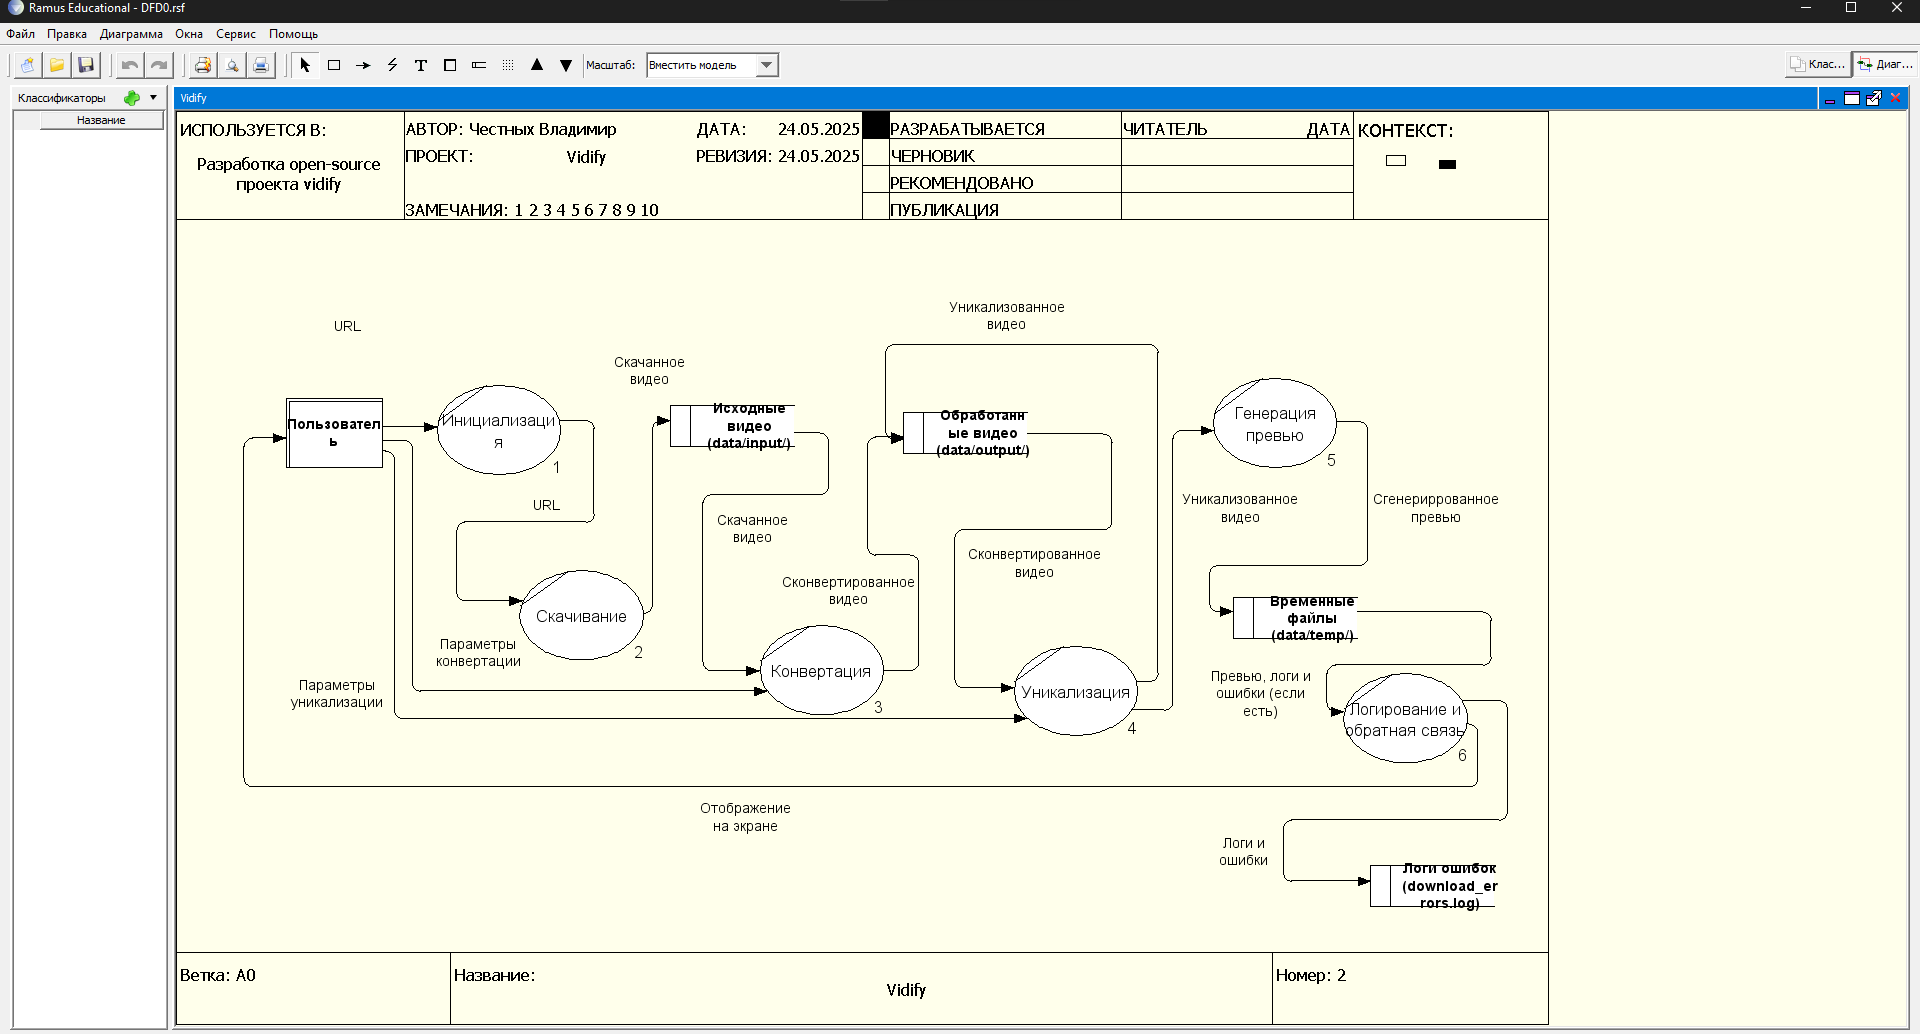 Ramus Educational - DFD0.rsf
Файл Правка Диаграмма Окна Сервис Помощь
Масштаб: Вместить модель
Клас... Диаг...
Классификаторы
Название
Vidify
ИСПОЛЬЗУЕТСЯ В:
Разработка open-source
проекта vidify
АВТОР: Честных Владимир
ДАТА: 24.05.2025
ПРОЕКТ: Vidify
РЕВИЗИЯ: 24.05.2025
ЗАМЕЧАНИЯ: 1 2 3 4 5 6 7 8 9 10
РАЗРАБАТЫВАЕТСЯ
ЧЕРНОВИК
РЕКОМЕНДОВАНО
ПУБЛИКАЦИЯ
ЧИТАТЕЛЬ ДАТА
КОНТЕКСТ:
URL
Уникализованное
видео
Скачанное
видео
Пользовател
ь
Инициализаци
я
1
Исходные
видео
(data/input/)
Обработанн
ые видео
(data/output/)
Генерация
превью
5
URL
Скачанное
видео
Уникализованное
видео
Сгенериррованное
превью
Сконвертированное
видео
Сконвертированное
видео
Скачивание
2
Временные
файлы
(data/temp/)
Параметры
конвертации
Параметры
уникализации
Конвертация
3
Уникализация
4
Превью, логи и
ошибки (если
есть)
Логирование и
обратная связь
6
Отображение
на экране
Логи и
ошибки
Логи ошибок
(download_er
rors.log)
Ветка: A0
Название:
Vidify
Номер: 2